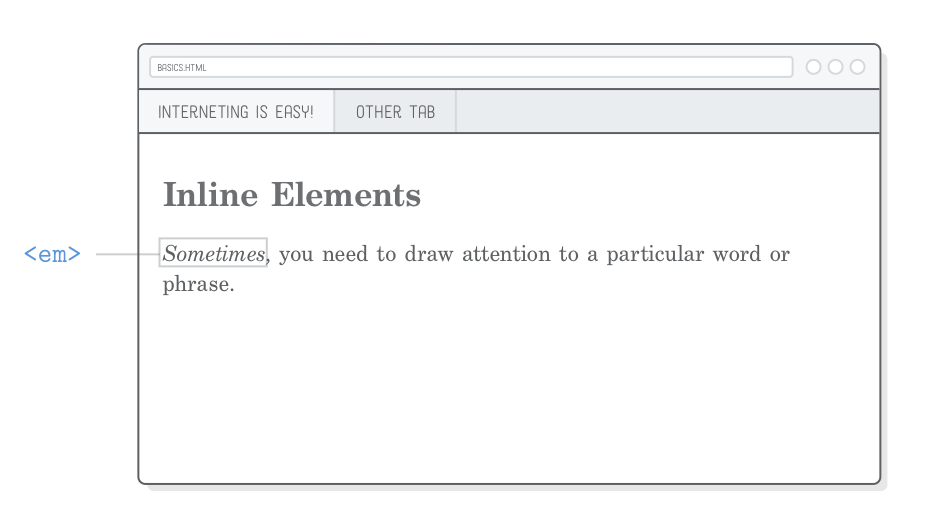 BASICS.HTML
INTERNETING IS EASY! OTHER TAB
Inline Elements
<em>
Sometimes, you need to draw attention to a particular word or
phrase.